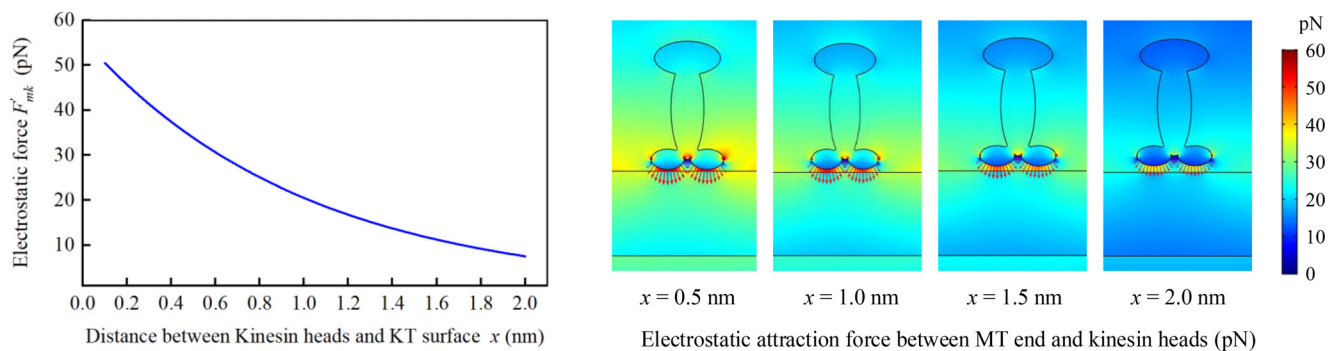 60
50
40
30
20
10
Electrostatic force F′mk (pN)
0.0 0.2 0.4 0.6 0.8 1.0 1.2 1.4 1.6 1.8 2.0
Distance between Kinesin heads and KT surface x (nm)
pN
60
50
40
30
20
10
0
x = 0.5 nm x = 1.0 nm x = 1.5 nm x = 2.0 nm
Electrostatic attraction force between MT end and kinesin heads (pN)